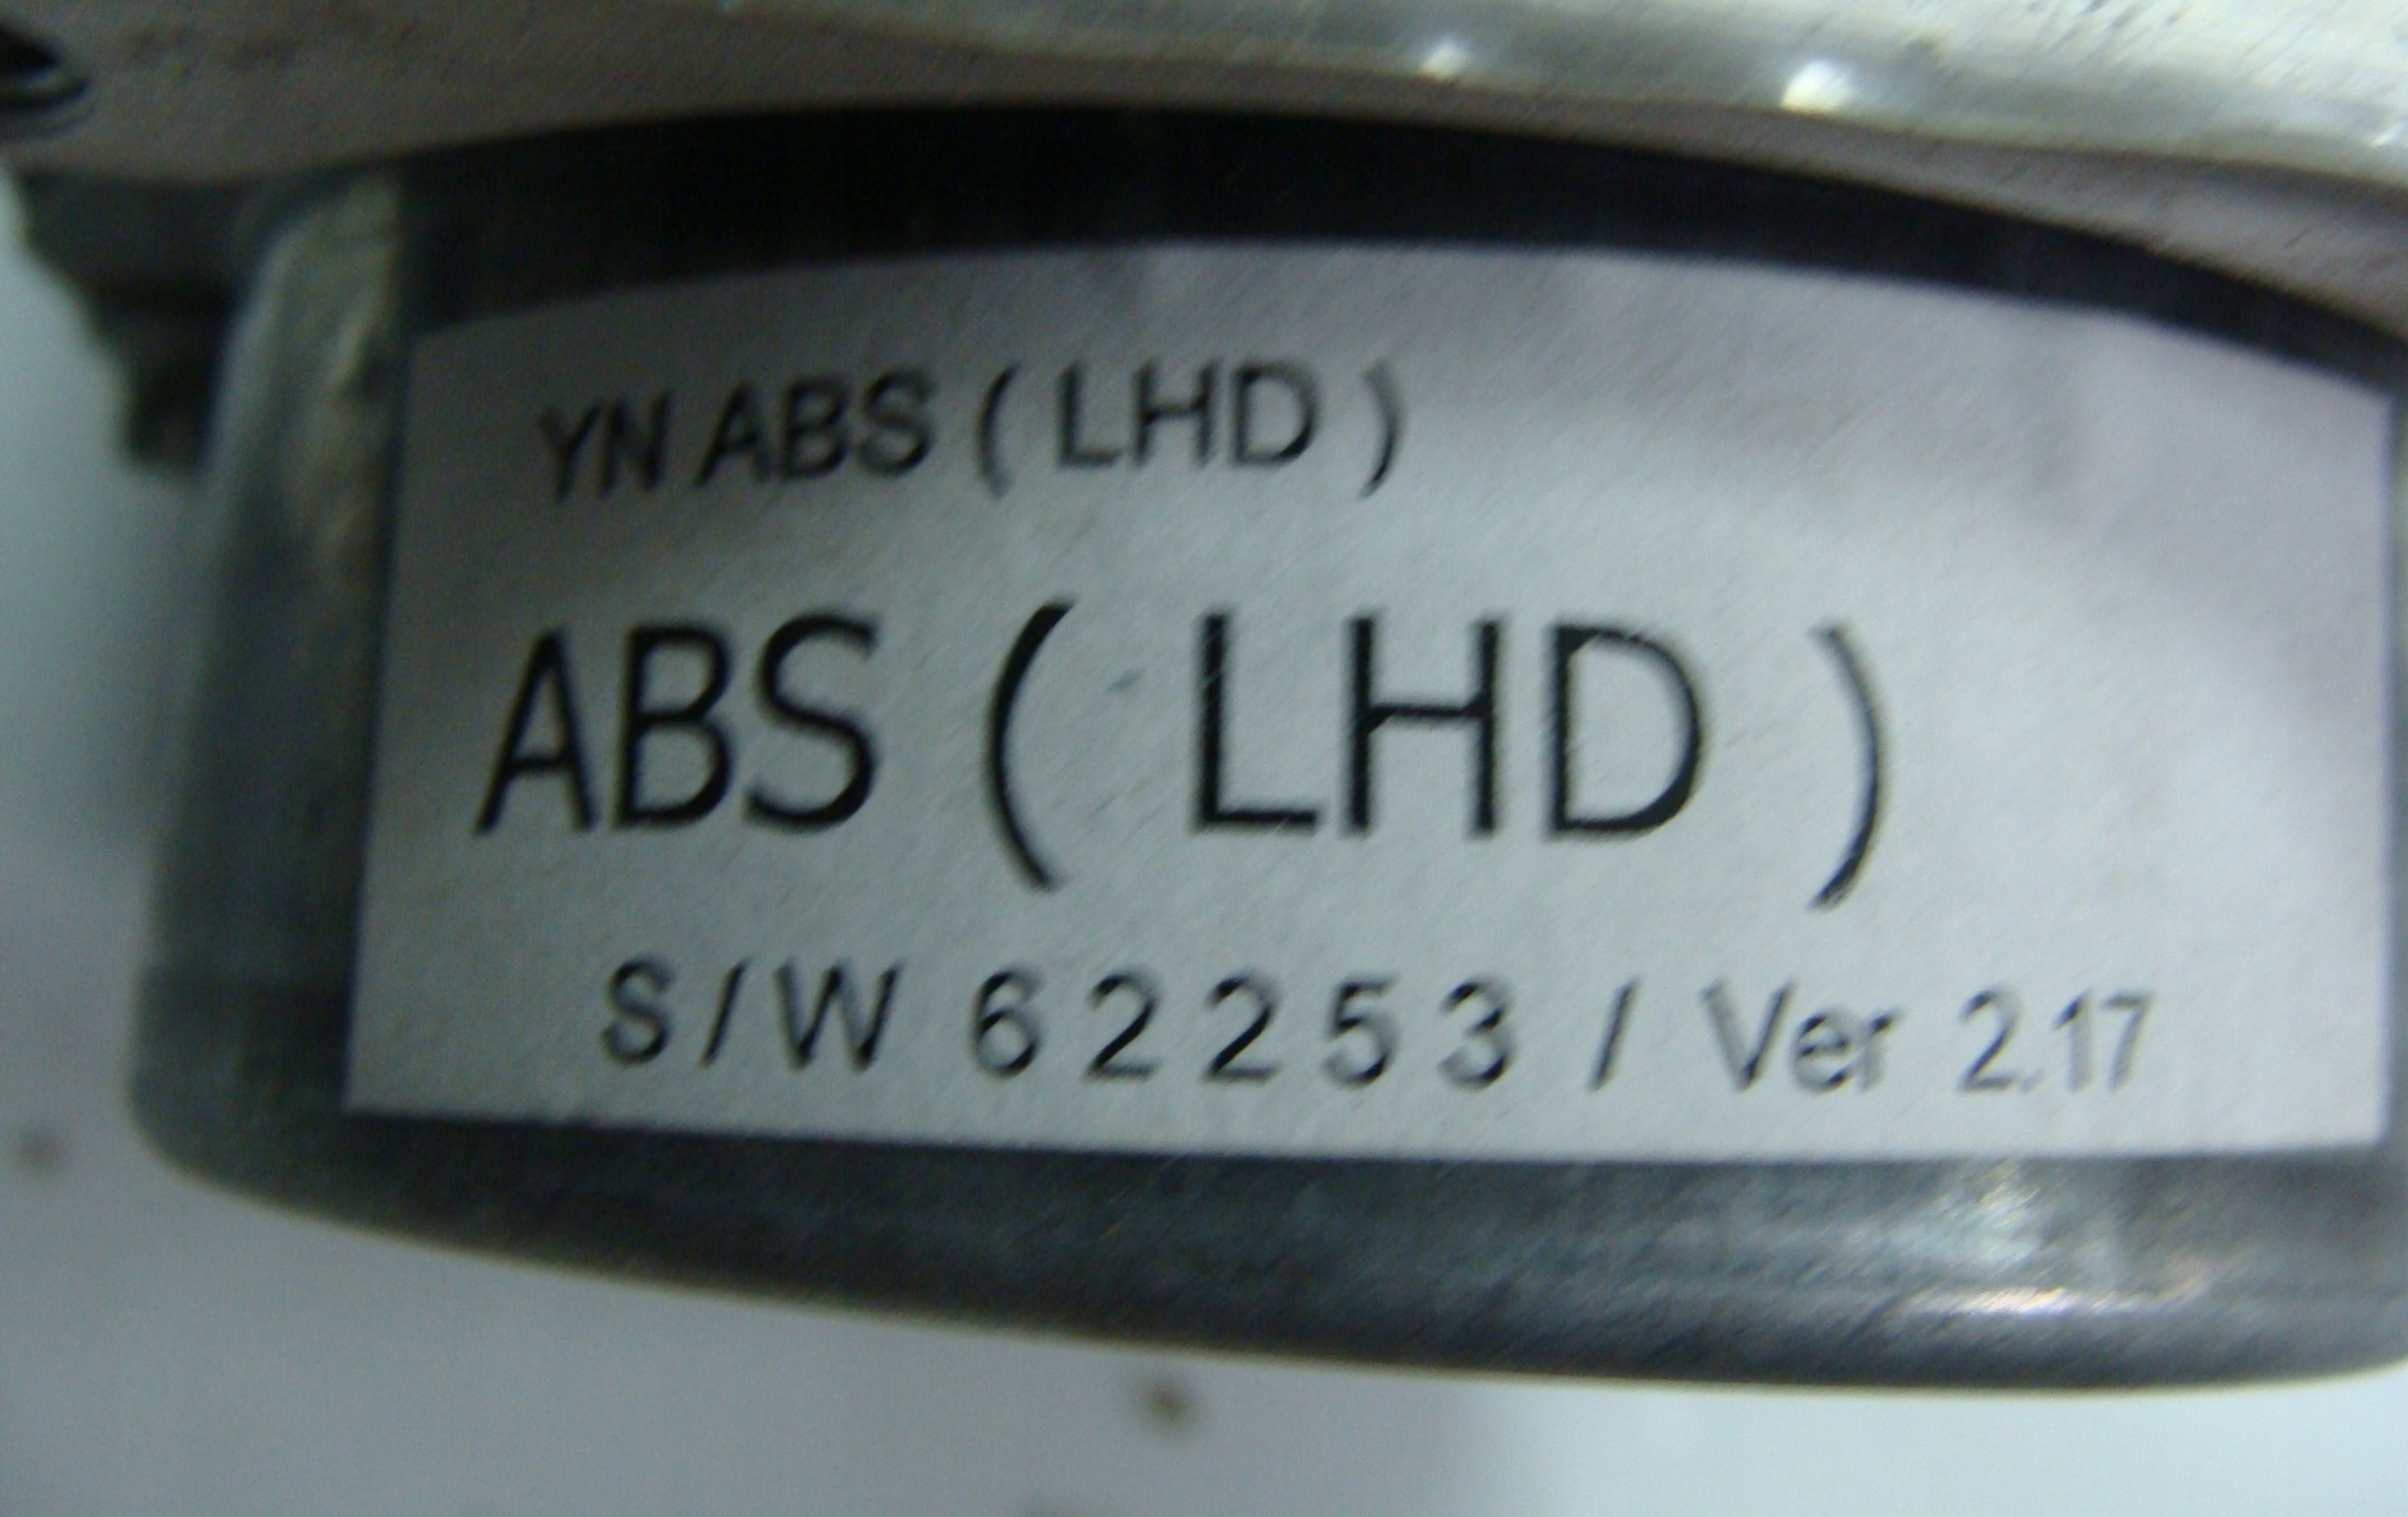 YN ABS ( LHD )
ABS ( LHD )
S/W 62253 / Ver 2.17